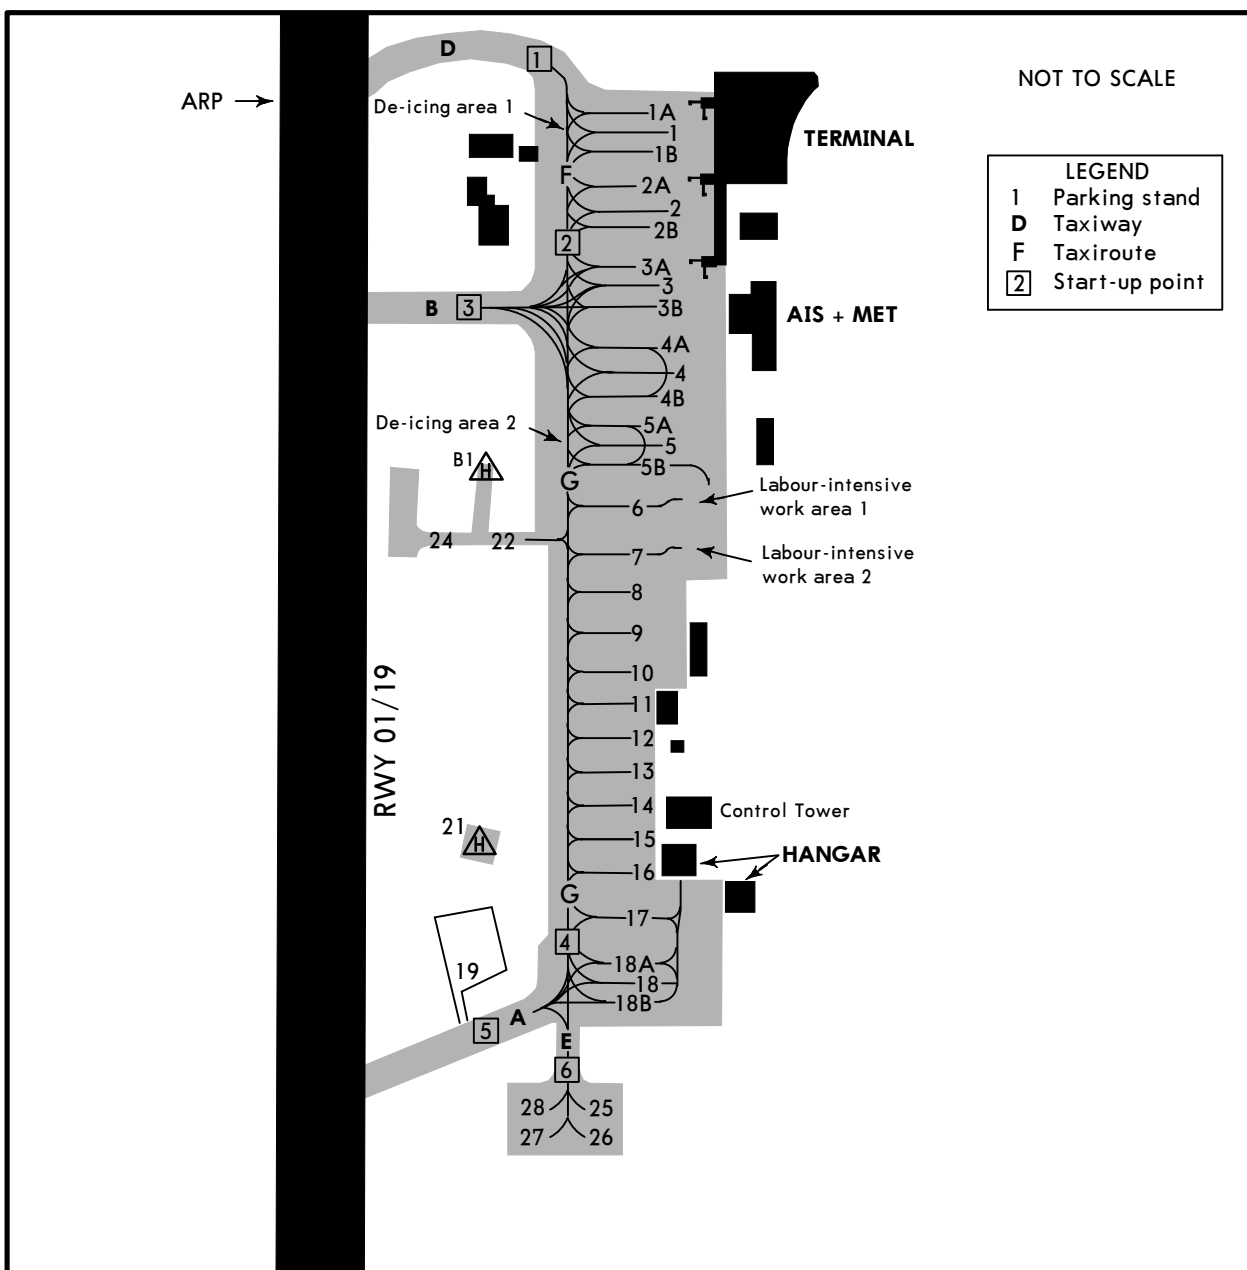 D
1
NOT TO SCALE
ARP
De-icing area 1
1A
1
1B
TERMINAL
LEGEND
1 Parking stand
D Taxiway
F Taxiroute
2 Start-up point
F
2A
2
2B
2
3A
3
3B
B
3
AIS + MET
4A
4
4B
De-icing area 2
5A
5
5B
B1
H
G
Labour-intensive
work area 1
6
24
22
7
Labour-intensive
work area 2
8
9
10
RWY 01/19
11
12
13
14
Control Tower
21
H
15
16
HANGAR
G
17
4
18A
18
18B
19
A
5
E
6
28
25
27
26